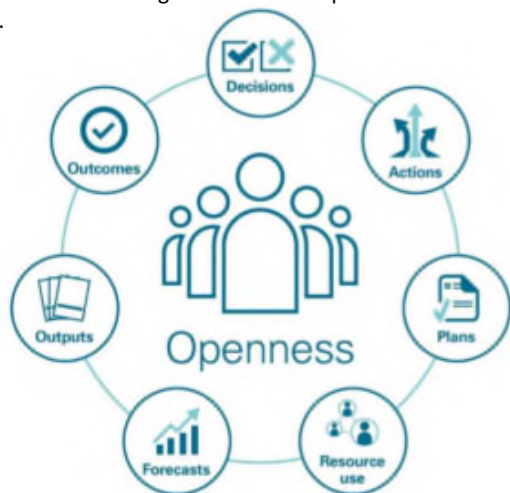 .
Decisions
Actions
Plans
Resource
use
Forecasts
Outputs
Outcomes
Openness